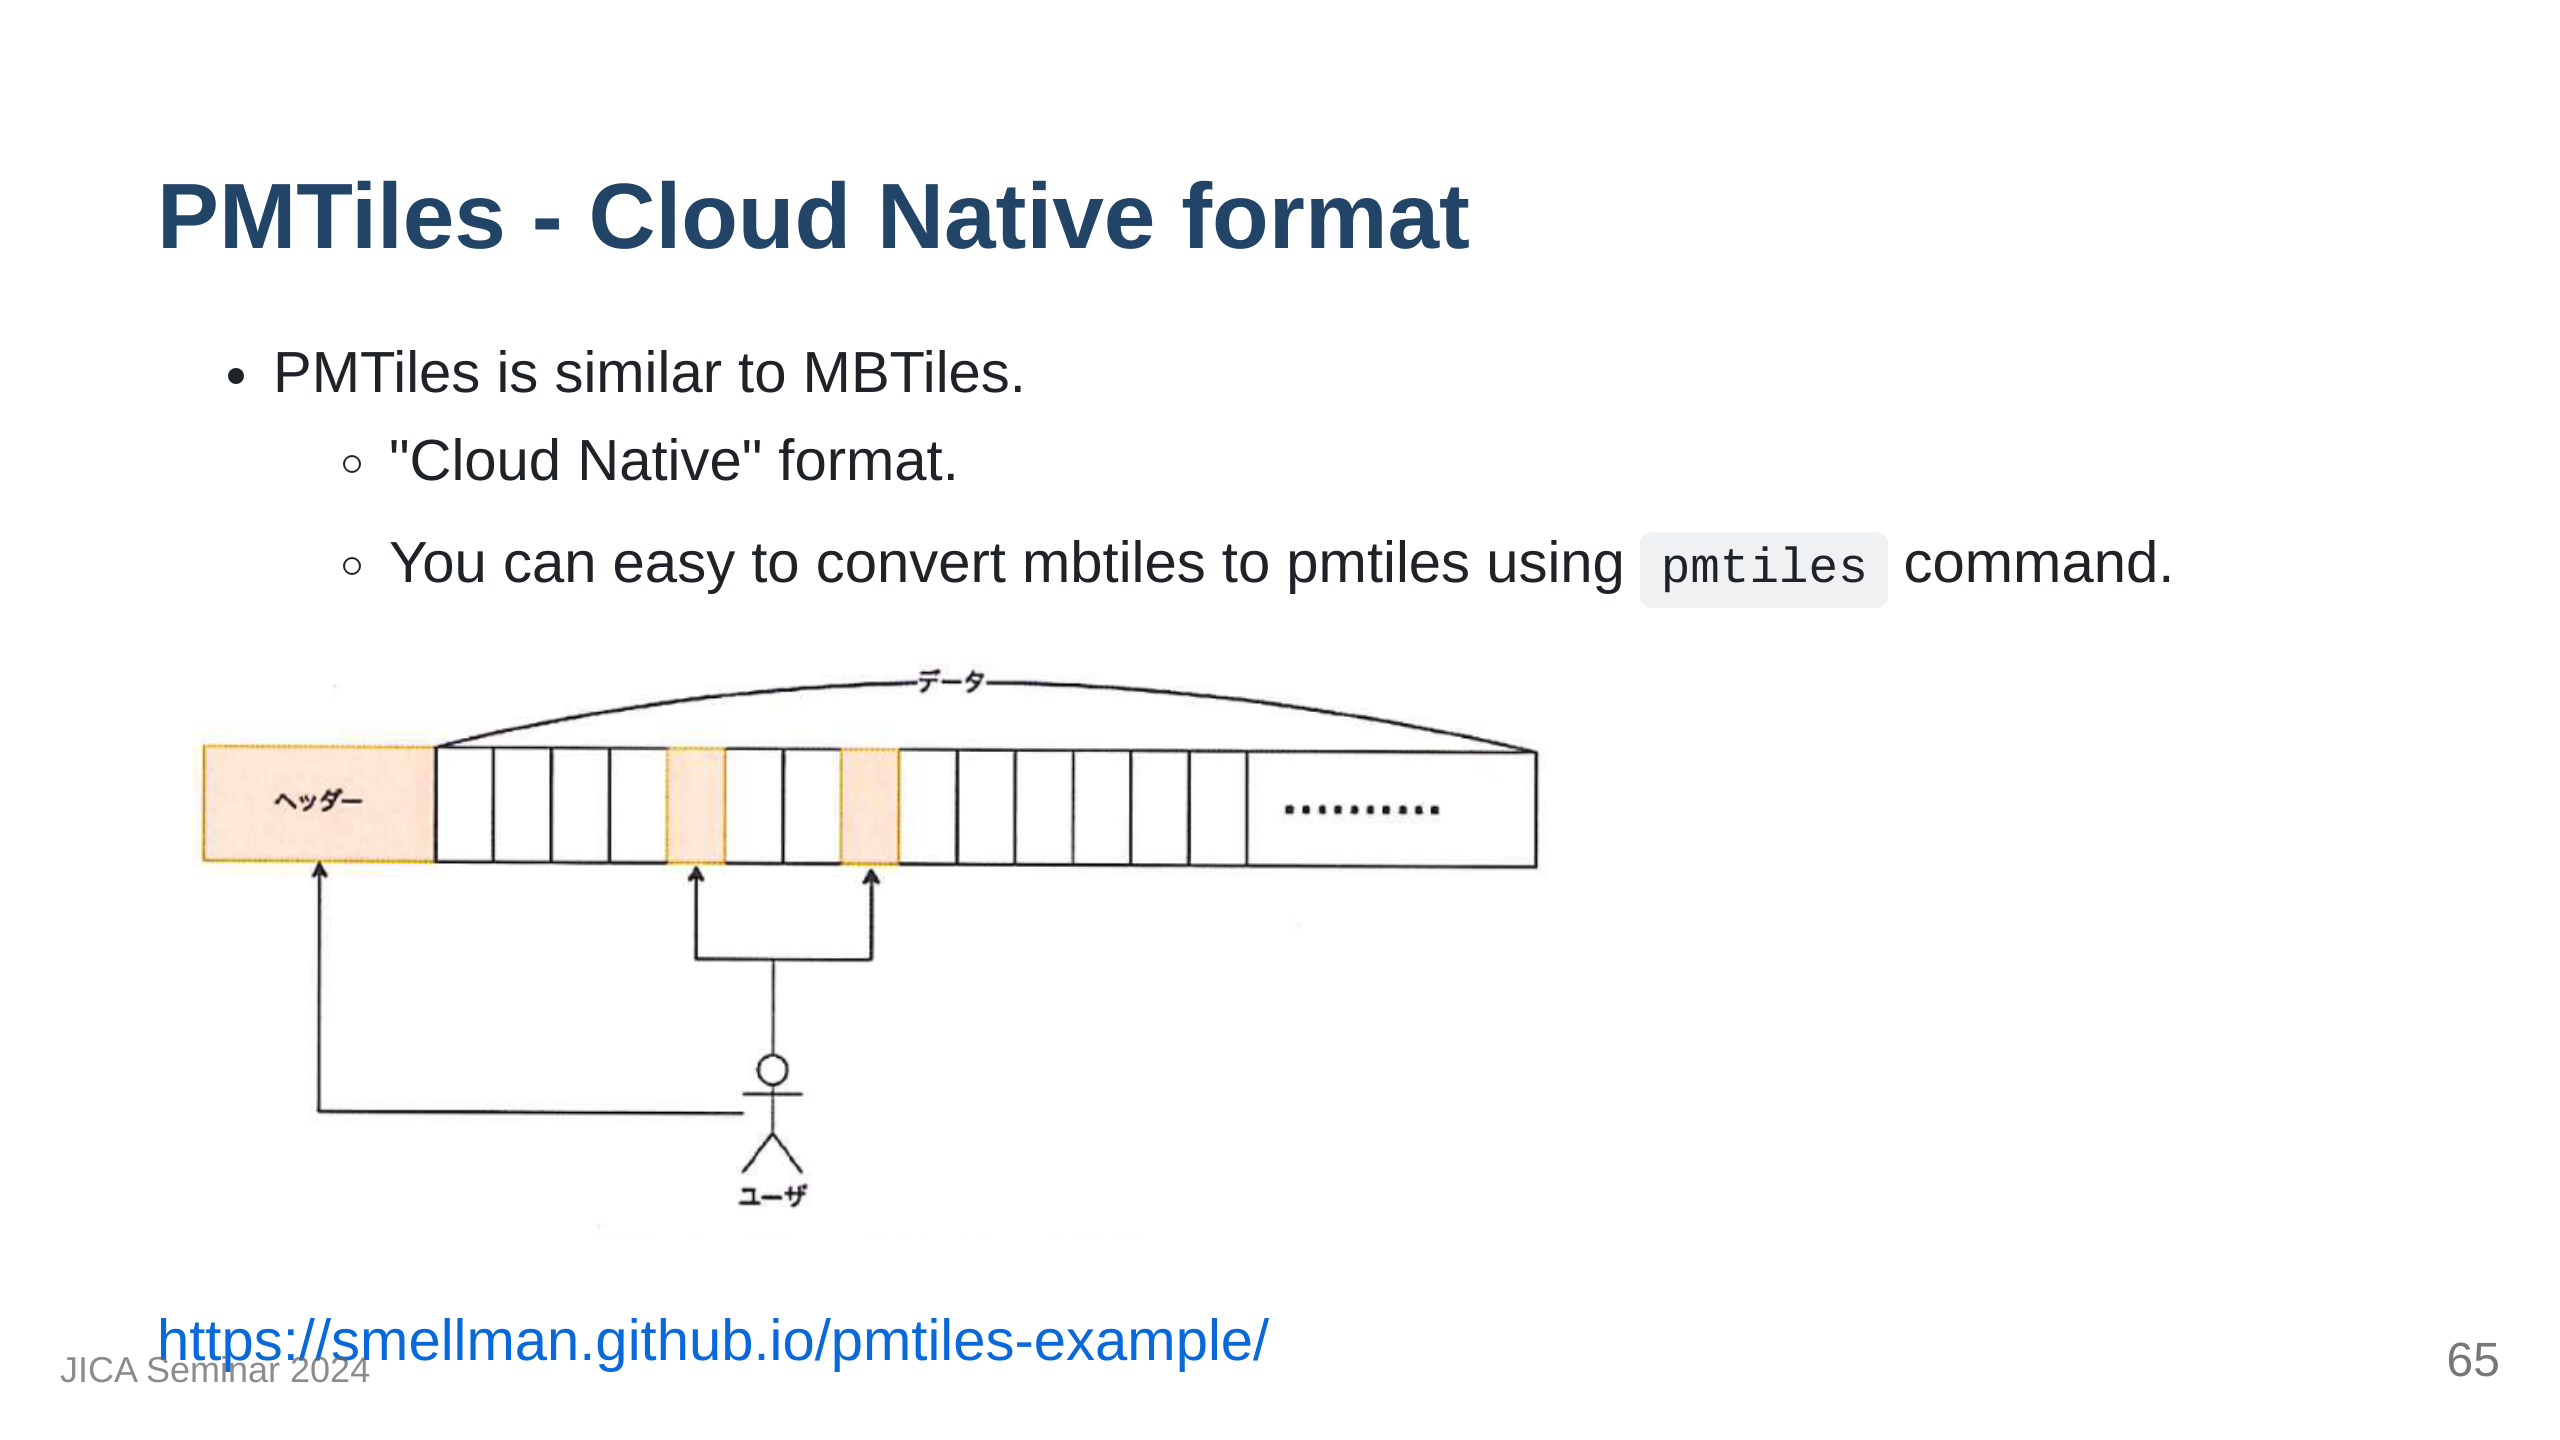 PMTiles - Cloud Native format
• PMTiles is similar to MBTiles.
◦ "Cloud Native" format.
◦ You can easy to convert mbtiles to pmtiles using pmtiles command.
データ
ヘッダー
ユーザ
https://smellman.github.io/pmtiles-example/
JICA Seminar 2024
65